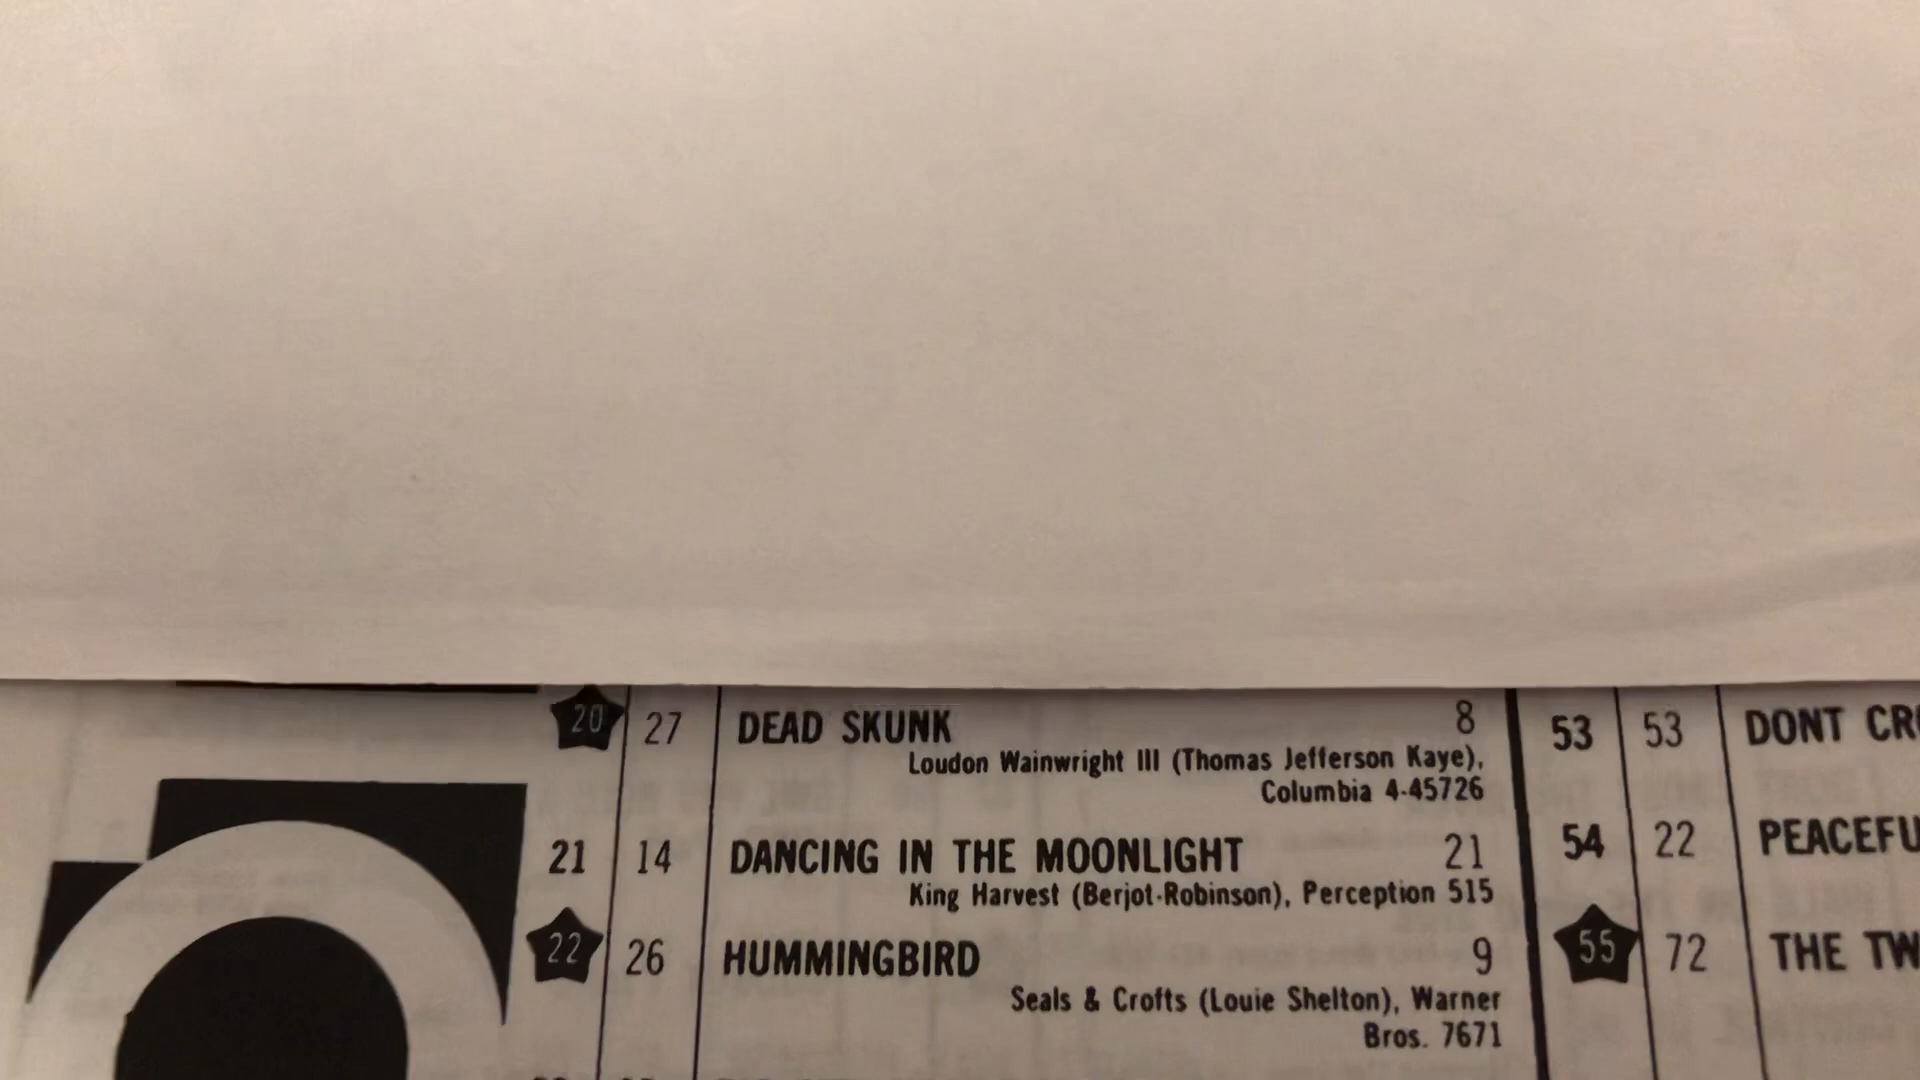 20 27 DEAD SKUNK 8
Loudon Wainwright III (Thomas Jefferson Kaye),
Columbia 4-45726
21 14 DANCING IN THE MOONLIGHT 21
King Harvest (Berjot-Robinson), Perception 515
22 26 HUMMINGBIRD 9
Seals & Crofts (Louie Shelton), Warner
Bros. 7671
53 53 DONT CR
54 22 PEACEFU
55 72 THE TW